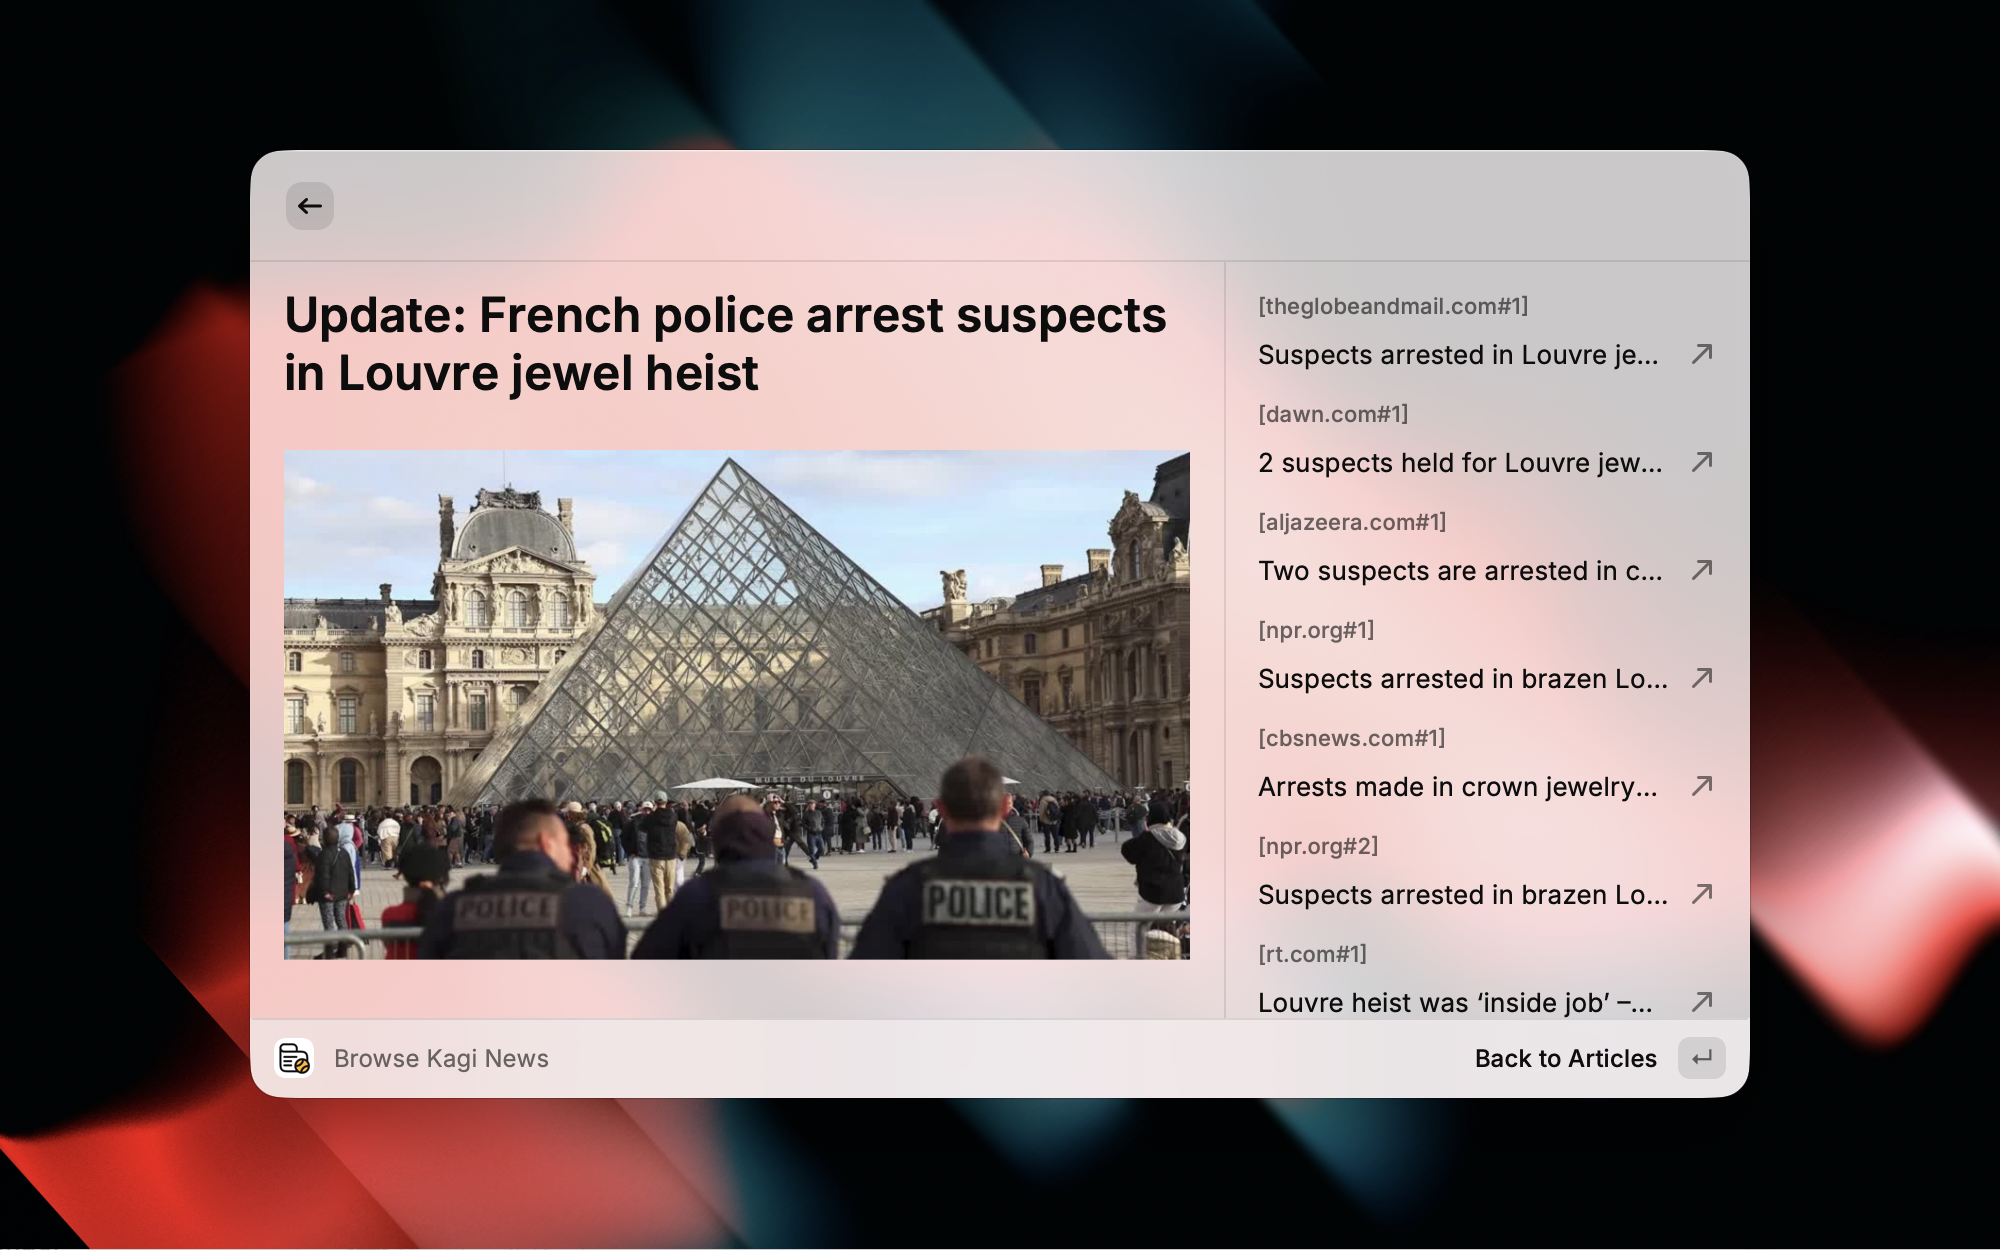 Update: French police arrest suspects
in Louvre jewel heist
MUSÉE DU LOUVRE
POLICE
POLICE
POLICE
[theglobeandmail.com#1]
Suspects arrested in Louvre je...
[dawn.com#1]
2 suspects held for Louvre jew...
[aljazeera.com#1]
Two suspects are arrested in c...
[npr.org#1]
Suspects arrested in brazen Lo...
[cbsnews.com#1]
Arrests made in crown jewelry...
[npr.org#2]
Suspects arrested in brazen Lo...
[rt.com#1]
Louvre heist was ‘inside job’ –...
Browse Kagi News
Back to Articles